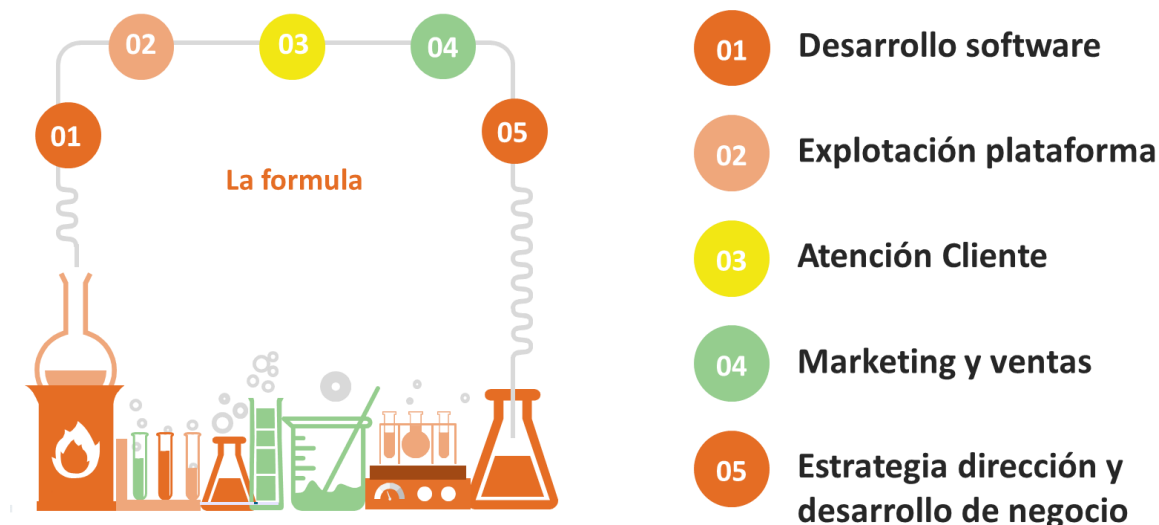 02
03
04
01
05
La formula
01 Desarrollo software
02 Explotación plataforma
03 Atención Cliente
04 Marketing y ventas
05 Estrategia dirección y
desarrollo de negocio